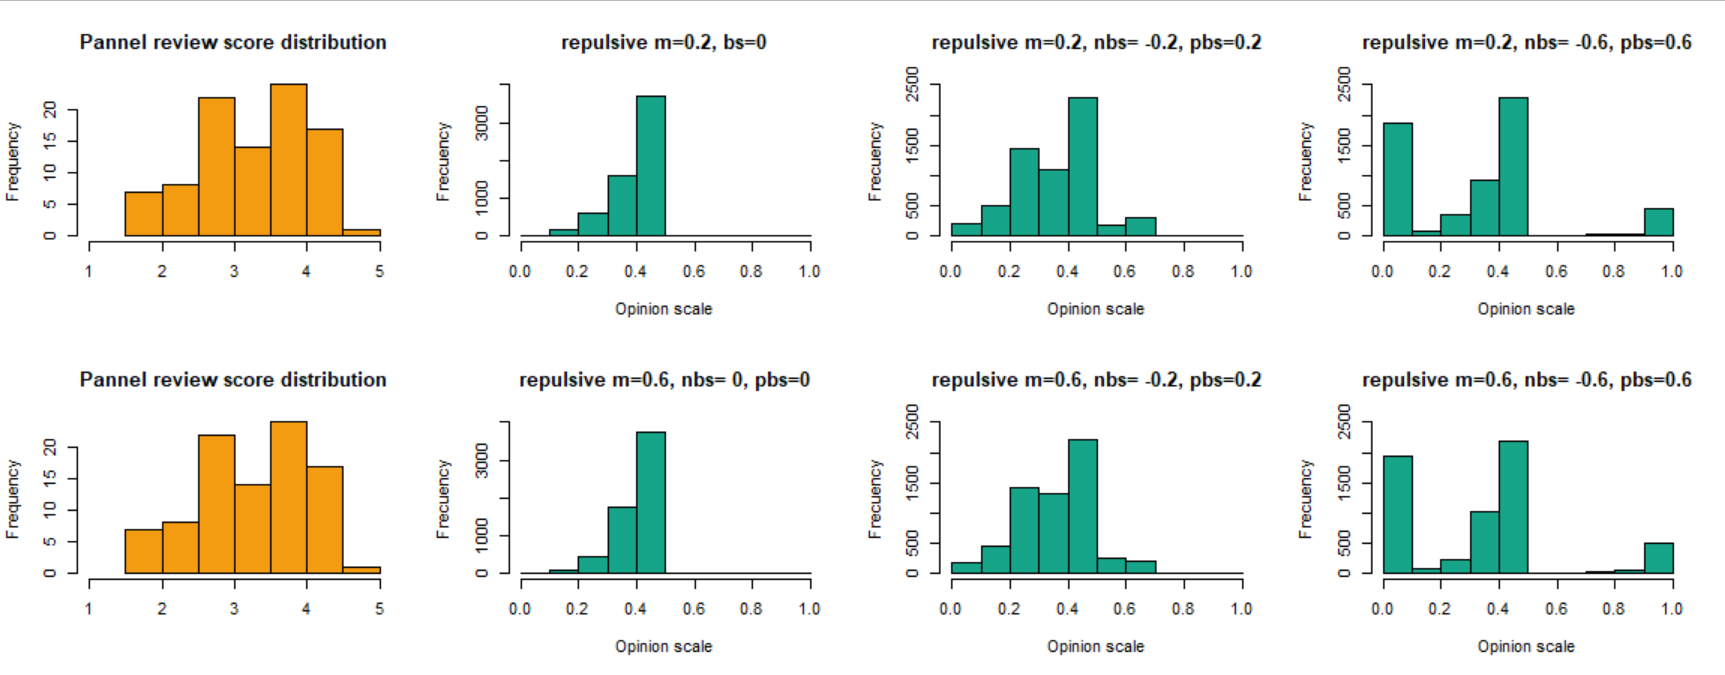 Pannel review score distribution
repulsive m=0.2, bs=0
repulsive m=0.2, nbs= -0.2, pbs=0.2
repulsive m=0.2, nbs= -0.6, pbs=0.6
Frequency
0 5 10 15 20
1 2 3 4 5
Frecuency
0 1000 3000
0.0 0.2 0.4 0.6 0.8 1.0
Opinion scale
Frecuency
0 500 1500 2500
0.0 0.2 0.4 0.6 0.8 1.0
Opinion scale
Frecuency
0 500 1500 2500
0.0 0.2 0.4 0.6 0.8 1.0
Opinion scale
Pannel review score distribution
repulsive m=0.6, nbs= 0, pbs=0
repulsive m=0.6, nbs= -0.2, pbs=0.2
repulsive m=0.6, nbs= -0.6, pbs=0.6
Frequency
0 5 10 15 20
1 2 3 4 5
Frecuency
0 1000 3000
0.0 0.2 0.4 0.6 0.8 1.0
Opinion scale
Frecuency
0 500 1500 2500
0.0 0.2 0.4 0.6 0.8 1.0
Opinion scale
Frecuency
0 500 1500 2500
0.0 0.2 0.4 0.6 0.8 1.0
Opinion scale